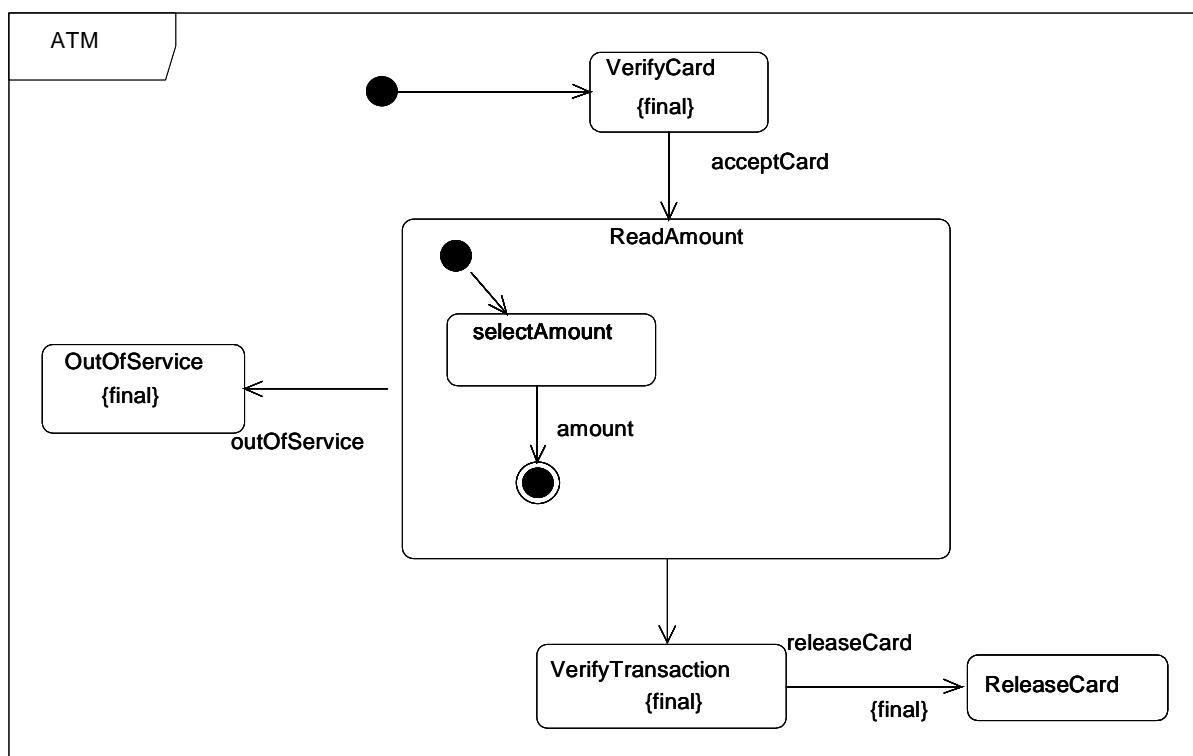 ATM
VerifyCard
{final}
acceptCard
ReadAmount
selectAmount
amount
OutOfService
{final}
outOfService
VerifyTransaction
{final}
releaseCard
{final}
ReleaseCard